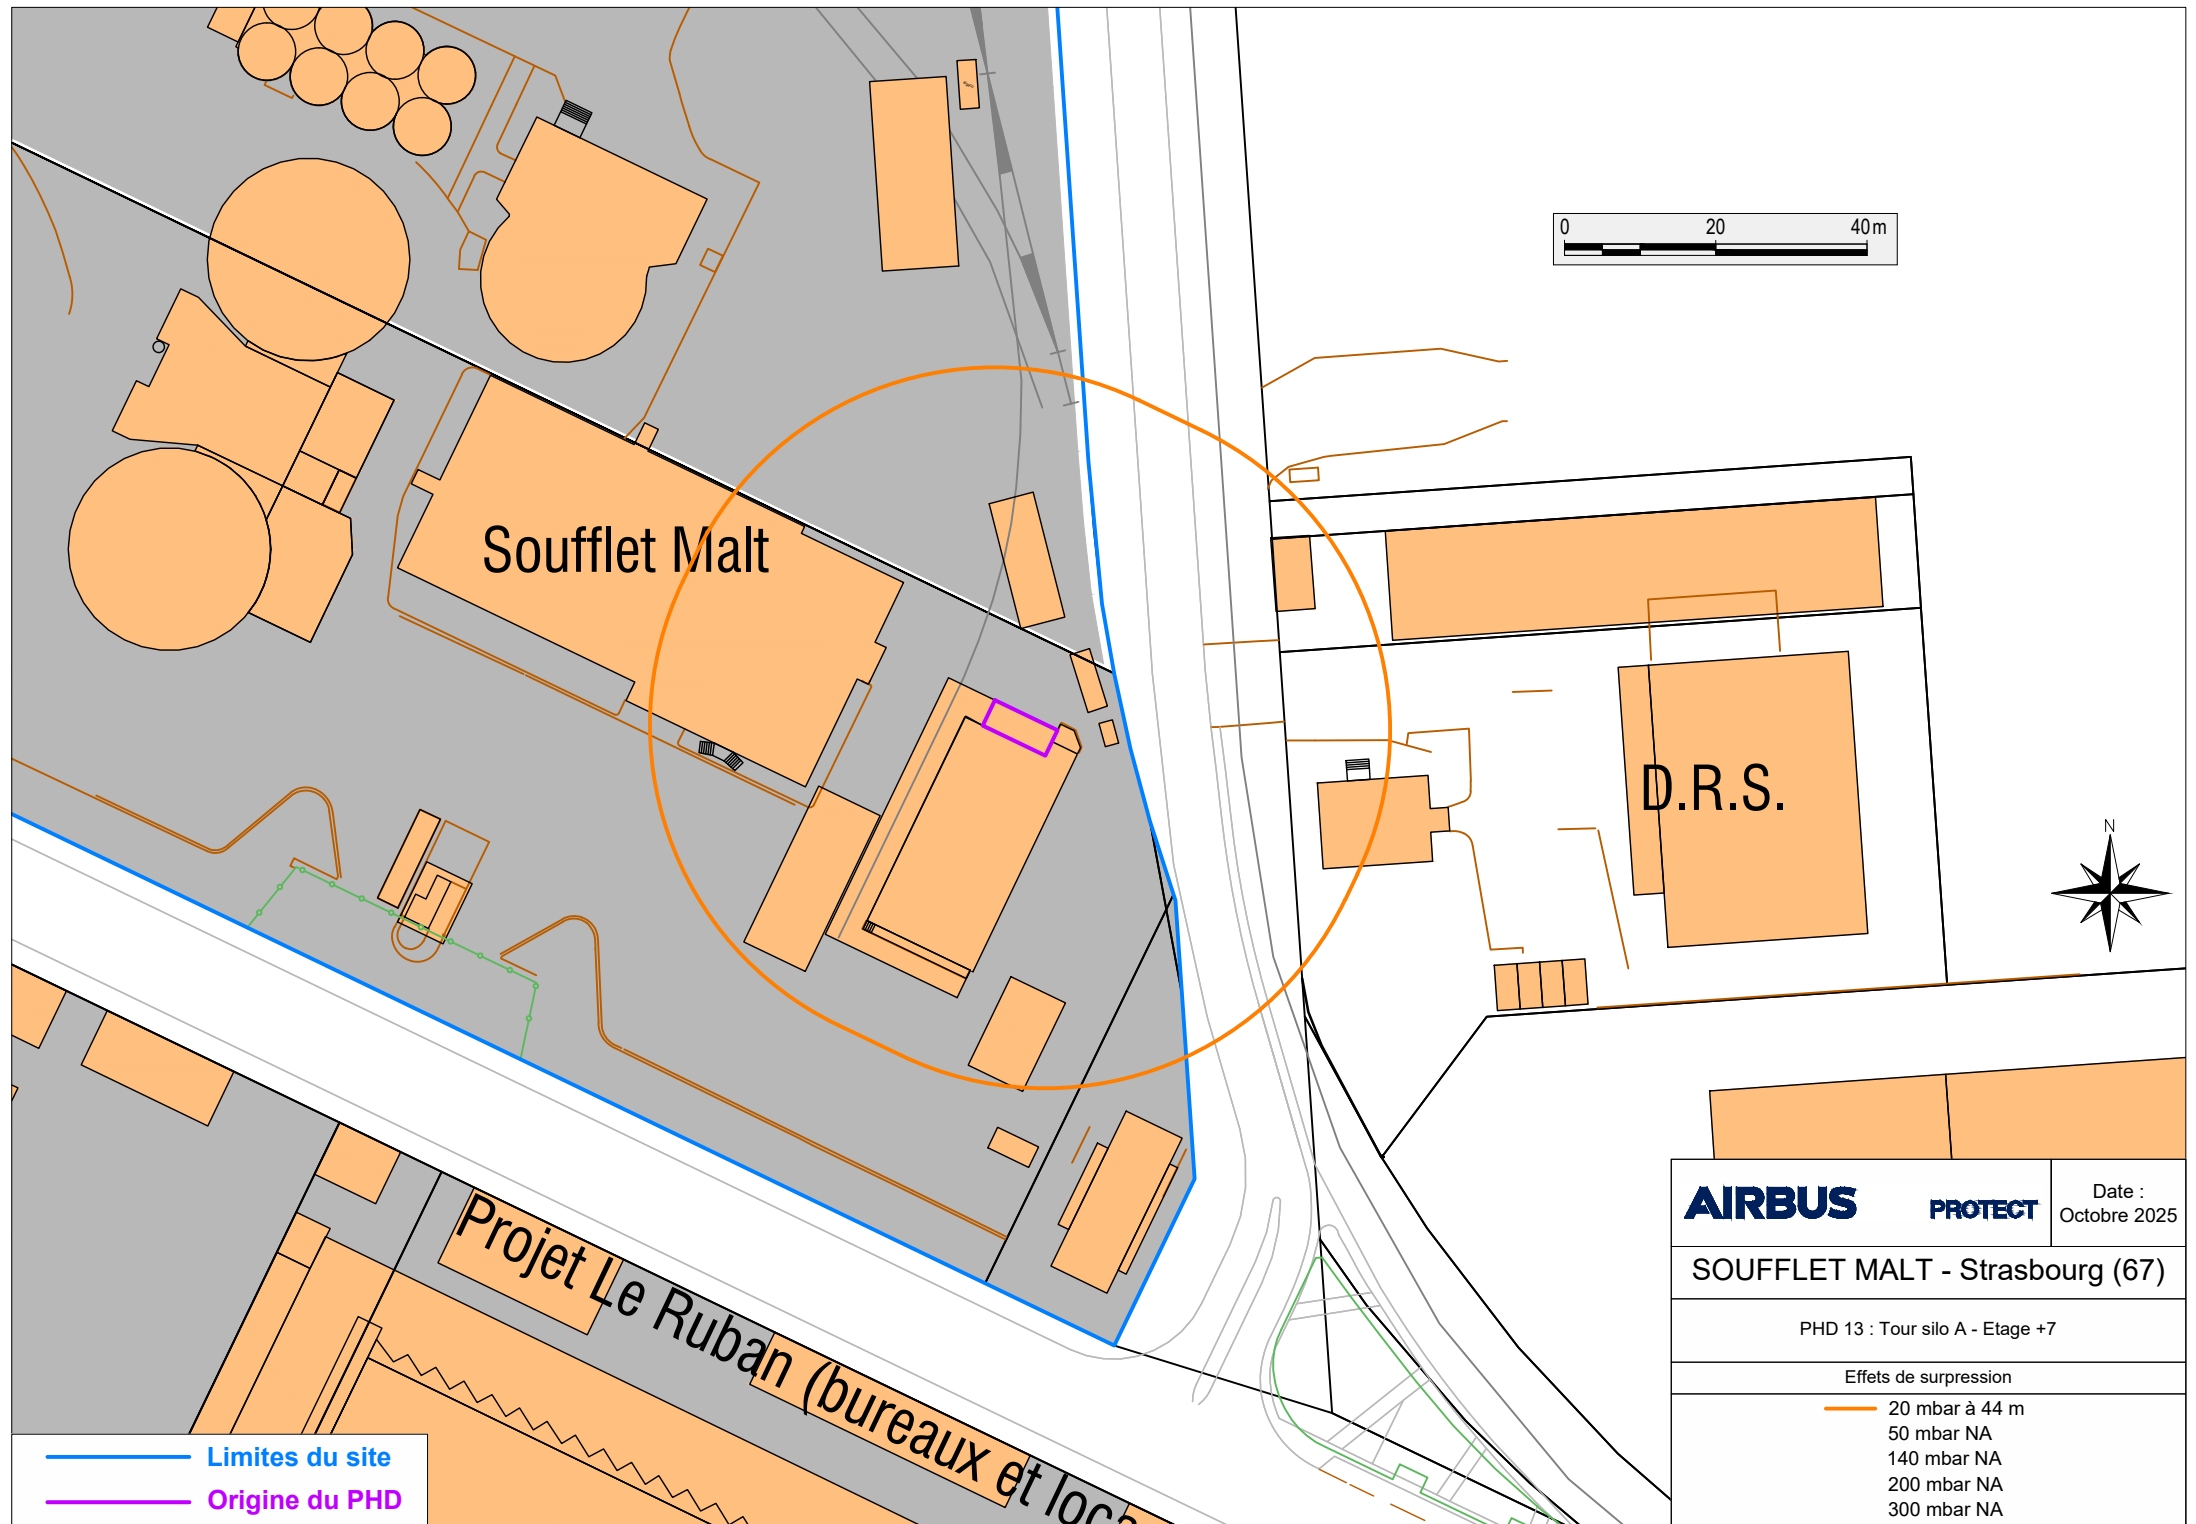 0 20 40m
Soufflet Malt
D.R.S.
N
Projet Le Ruban (bureaux et loca
AIRBUS PROTECT
Date :
Octobre 2025
SOUFFLET MALT - Strasbourg (67)
PHD 13 : Tour silo A - Etage +7
Effets de surpression
20 mbar à 44 m
50 mbar NA
140 mbar NA
200 mbar NA
300 mbar NA
Limites du site
Origine du PHD